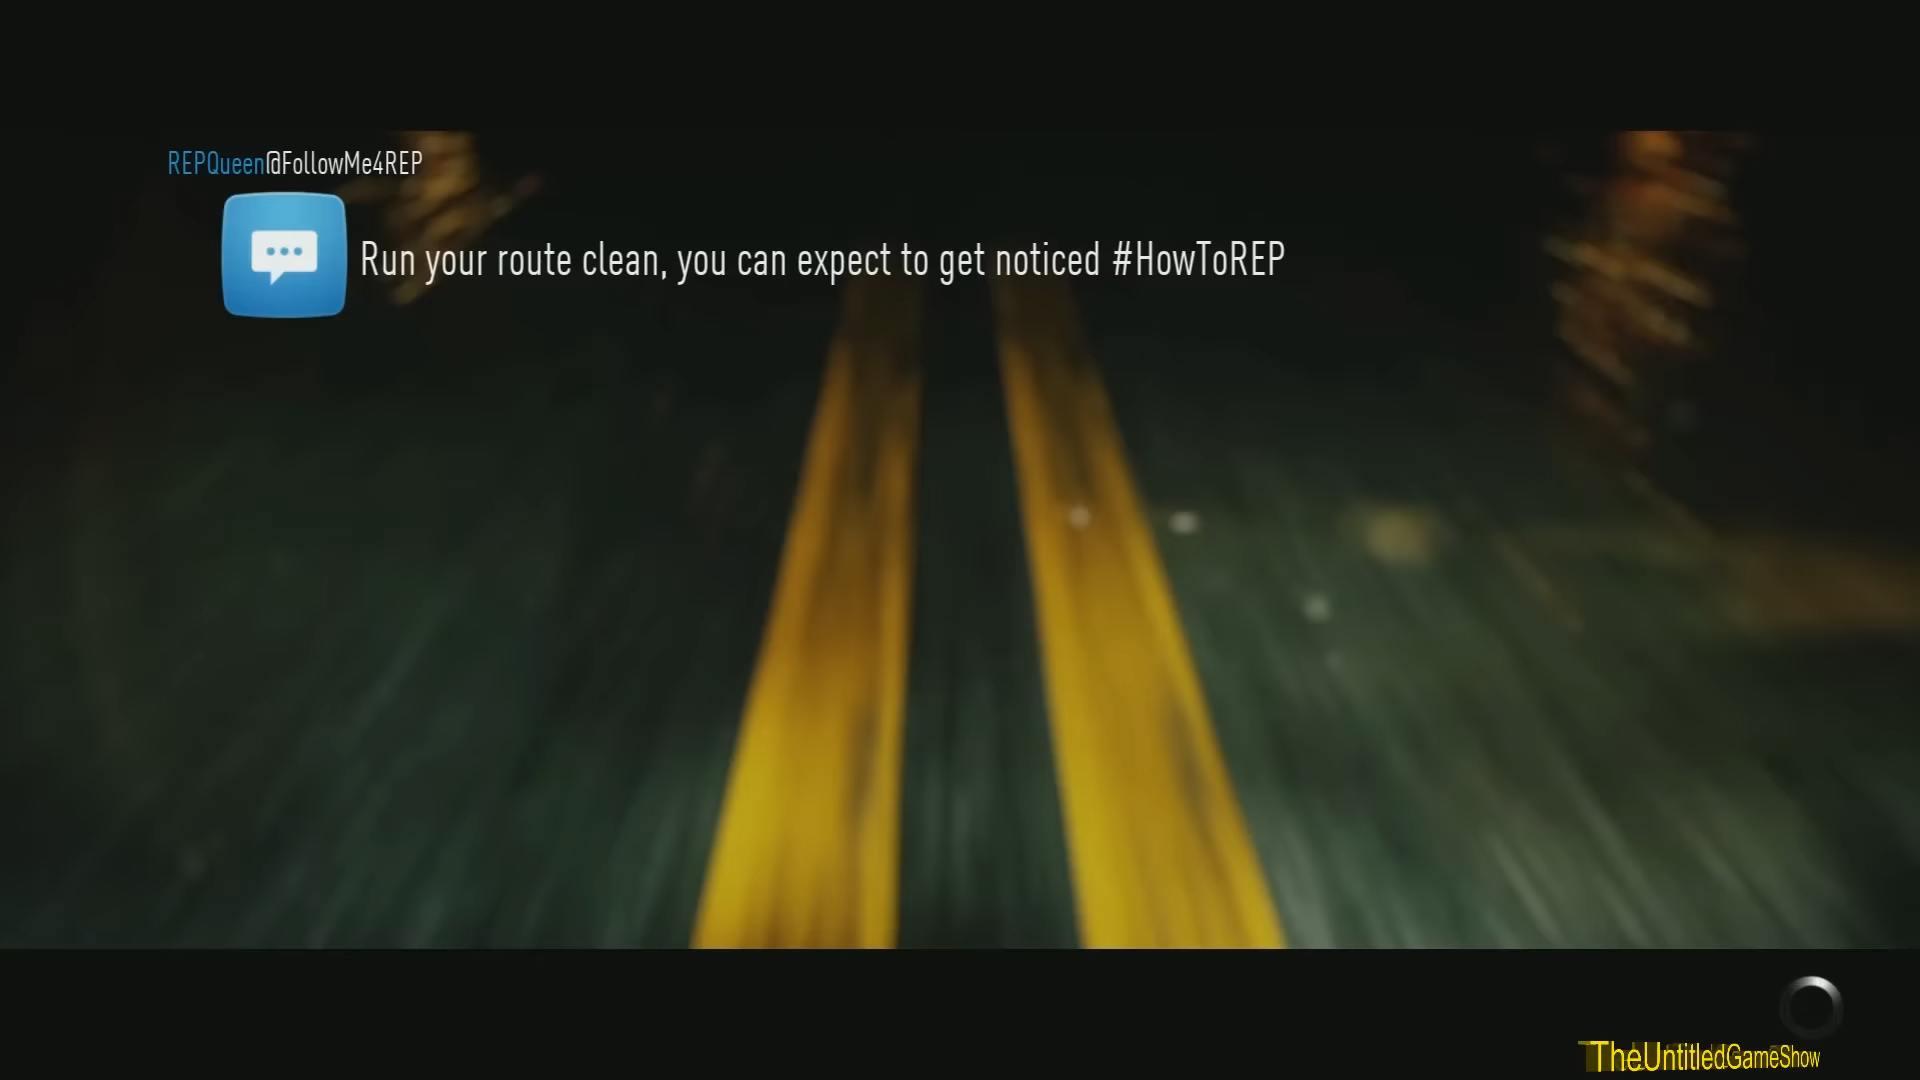 REPQueen@FollowMe4REP
Run your route clean, you can expect to get noticed #HowToREP
TheUntitledGameShow